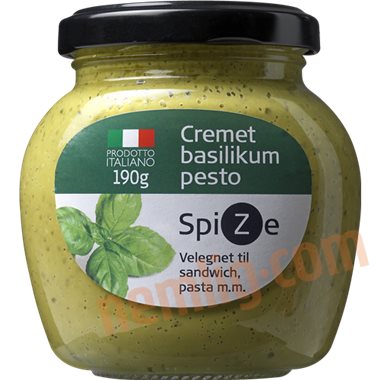 PRODOTTO
ITALIANO
190g
Cremet
basilikum
pesto
SpiZe
Velegnet til
sandwich,
pasta m.m.
nemlig.com